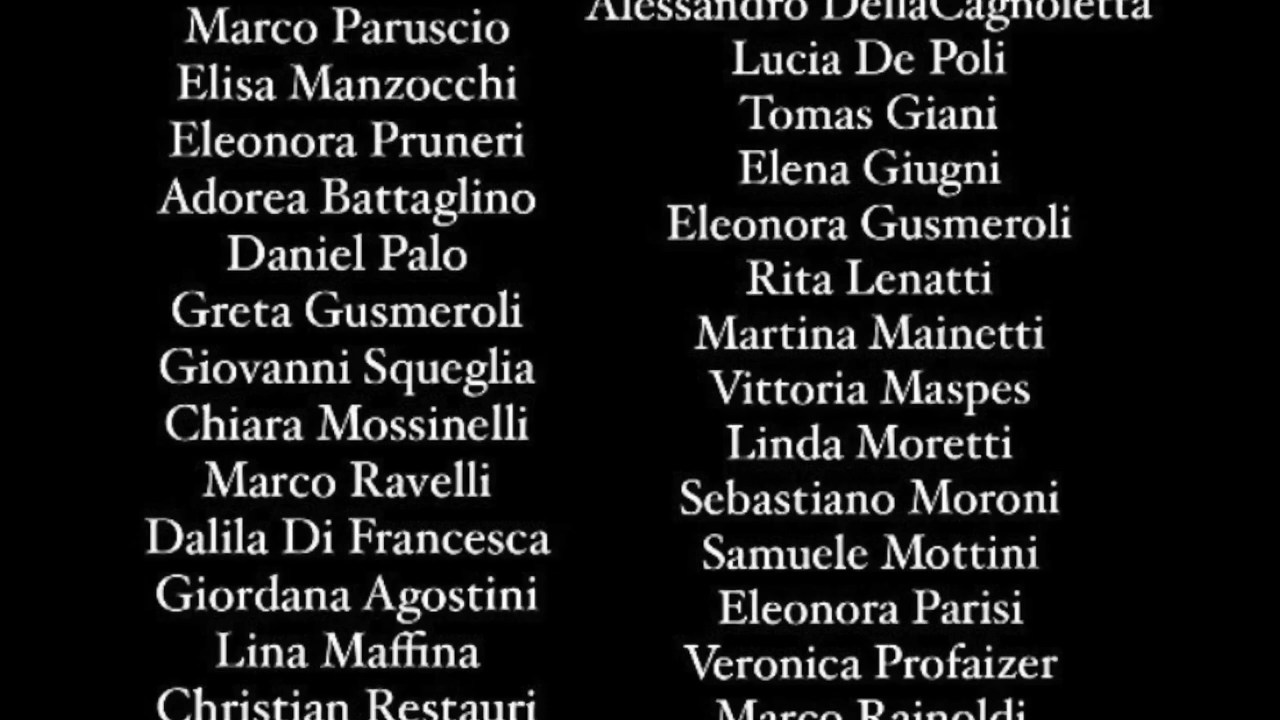 Marco Paruscio
Elisa Manzocchi
Eleonora Pruneri
Adorea Battaglino
Daniel Palo
Greta Gusmeroli
Giovanni Squeglia
Chiara Mossinelli
Marco Ravelli
Dalila Di Francesca
Giordana Agostini
Lina Maffina
Christian Restauri
Alessandro DellaCagnoletta
Lucia De Poli
Tomas Giani
Elena Giugni
Eleonora Gusmeroli
Rita Lenatti
Martina Mainetti
Vittoria Maspes
Linda Moretti
Sebastiano Moroni
Samuele Mottini
Eleonora Parisi
Veronica Profaizer
Marco Rainoldi